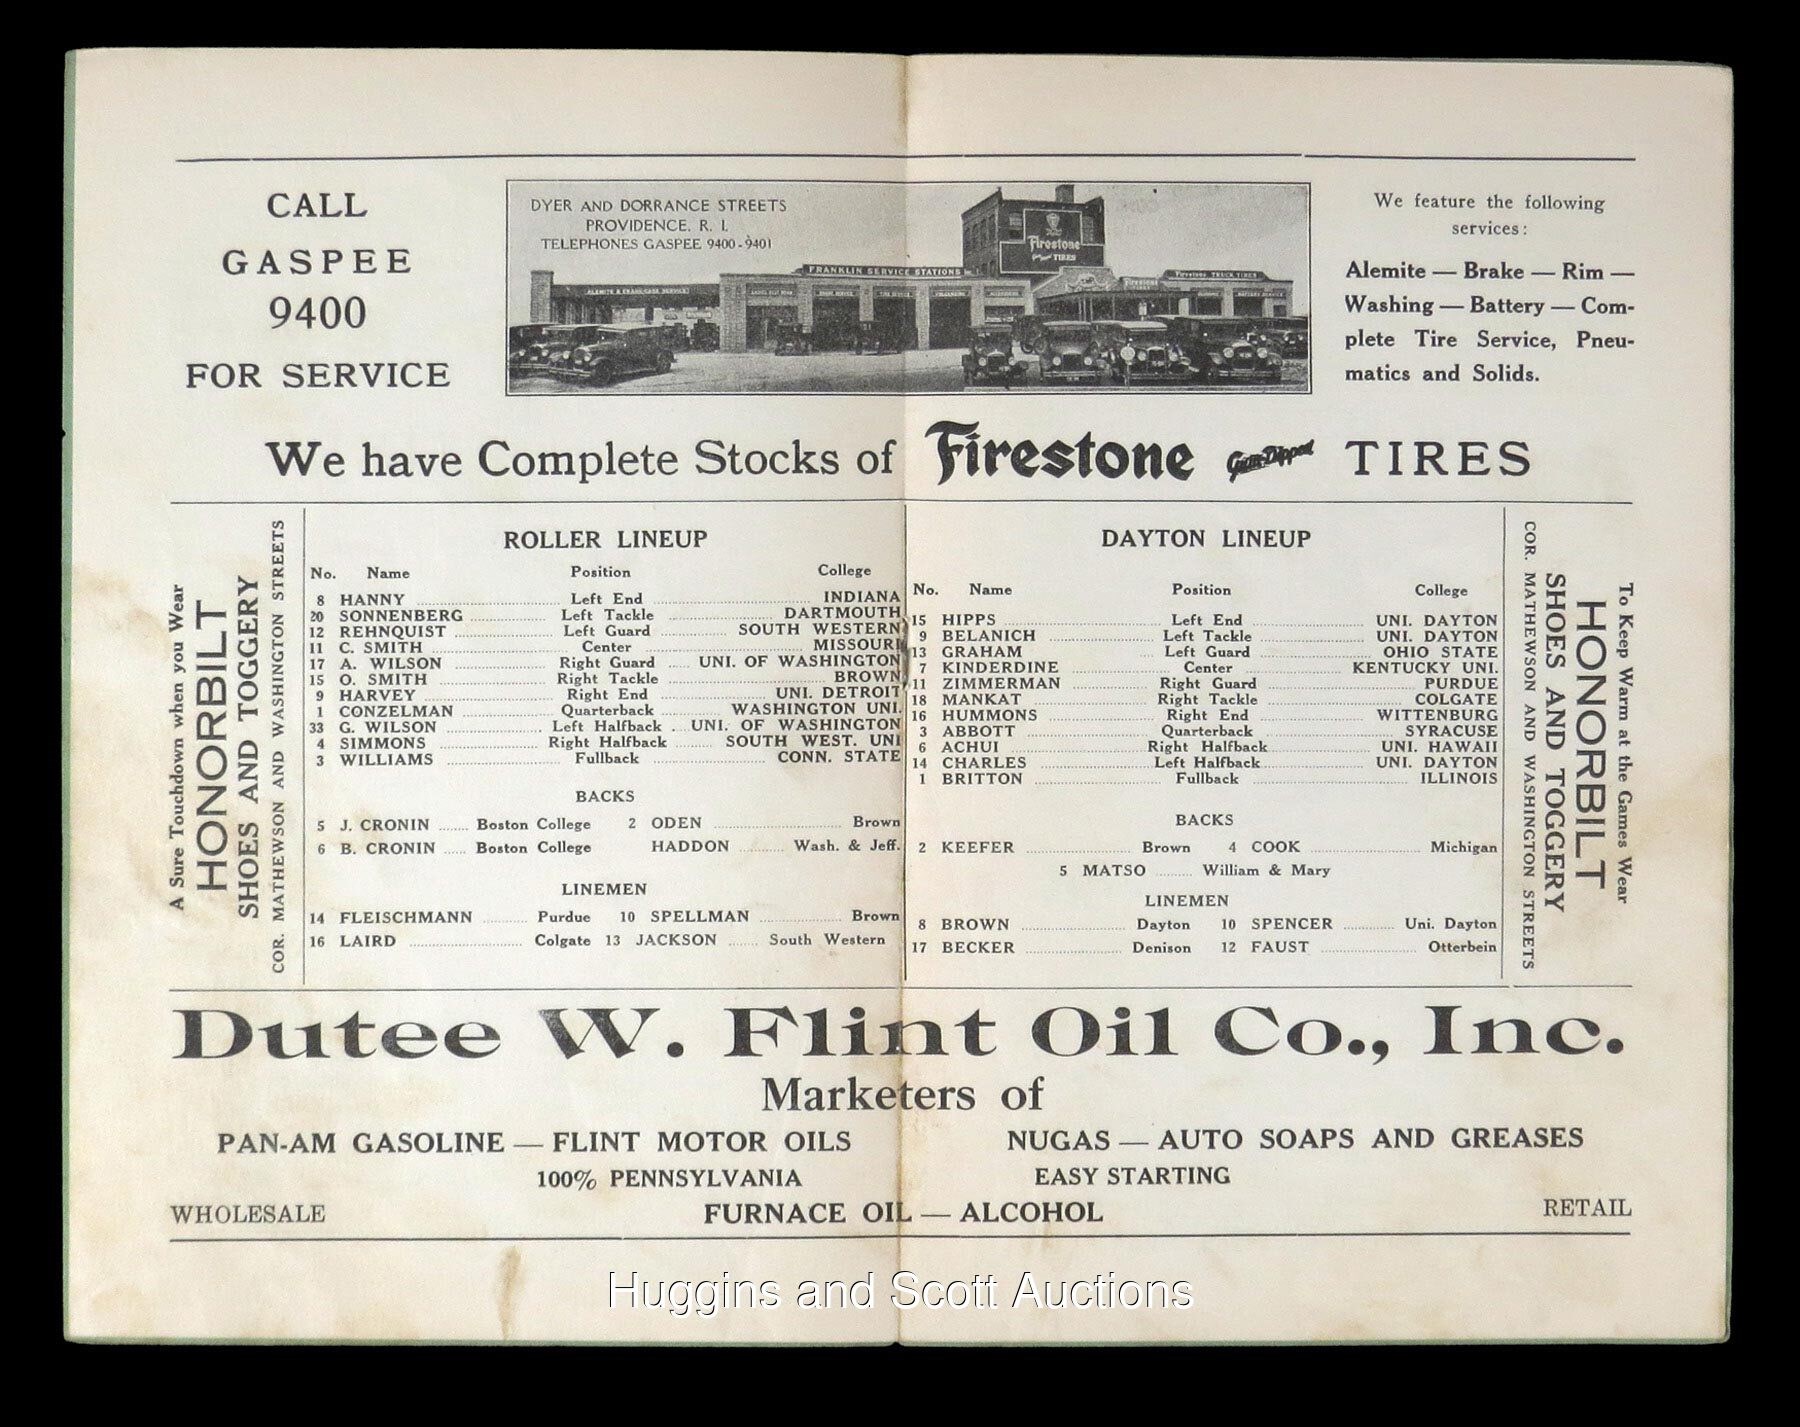 CALL
GASPEE
9400
FOR SERVICE
DYER AND DORRANCE STREETS
PROVIDENCE, R. I.
TELEPHONES GASPEE 9400-9401
FRANKLIN SERVICE STATIONS Inc.
ALEMITE & CRANKCASE SERVICE
Firestone
TIRES
Firestone TRUCK TIRES
BATTERY SERVICE
We feature the following
services:
Alemite — Brake — Rim —
Washing — Battery — Com-
plete Tire Service, Pneu-
matics and Solids.
We have Complete Stocks of Firestone Gum-Dipped TIRES
A Sure Touchdown when you Wear
HONORBILT
SHOES AND TOGGERY
COR. MATHEWSON AND WASHINGTON STREETS
ROLLER LINEUP
No. Name Position College
8 HANNY Left End INDIANA
20 SONNENBERG Left Tackle DARTMOUTH
12 REHNQUIST Left Guard SOUTH WESTERN
11 C. SMITH Center MISSOURI
17 A. WILSON Right Guard UNI. OF WASHINGTON
15 O. SMITH Right Tackle BROWN
9 HARVEY Right End UNI. DETROIT
1 CONZELMAN Quarterback WASHINGTON UNI.
33 G. WILSON Left Halfback UNI. OF WASHINGTON
4 SIMMONS Right Halfback SOUTH WEST. UNI
3 WILLIAMS Fullback CONN. STATE
BACKS
5 J. CRONIN Boston College 2 ODEN Brown
6 B. CRONIN Boston College HADDON Wash. & Jeff.
LINEMEN
14 FLEISCHMANN Purdue 10 SPELLMAN Brown
16 LAIRD Colgate 13 JACKSON South Western
DAYTON LINEUP
No. Name Position College
15 HIPPS Left End UNI. DAYTON
9 BELANICH Left Tackle UNI. DAYTON
13 GRAHAM Left Guard OHIO STATE
7 KINDERDINE Center KENTUCKY UNI.
11 ZIMMERMAN Right Guard PURDUE
18 MANKAT Right Tackle COLGATE
16 HUMMONS Right End WITTENBURG
3 ABBOTT Quarterback SYRACUSE
6 ACHUI Right Halfback UNI. HAWAII
14 CHARLES Left Halfback UNI. DAYTON
1 BRITTON Fullback ILLINOIS
BACKS
2 KEEFER Brown 4 COOK Michigan
5 MATSO William & Mary
LINEMEN
8 BROWN Dayton 10 SPENCER Uni. Dayton
17 BECKER Denison 12 FAUST Otterbein
To Keep Warm at the Games Wear
HONORBILT
SHOES AND TOGGERY
COR. MATHEWSON AND WASHINGTON STREETS
Dutee W. Flint Oil Co., Inc.
Marketers of
PAN-AM GASOLINE — FLINT MOTOR OILS NUGAS — AUTO SOAPS AND GREASES
100% PENNSYLVANIA EASY STARTING
WHOLESALE FURNACE OIL — ALCOHOL RETAIL
Huggins and Scott Auctions